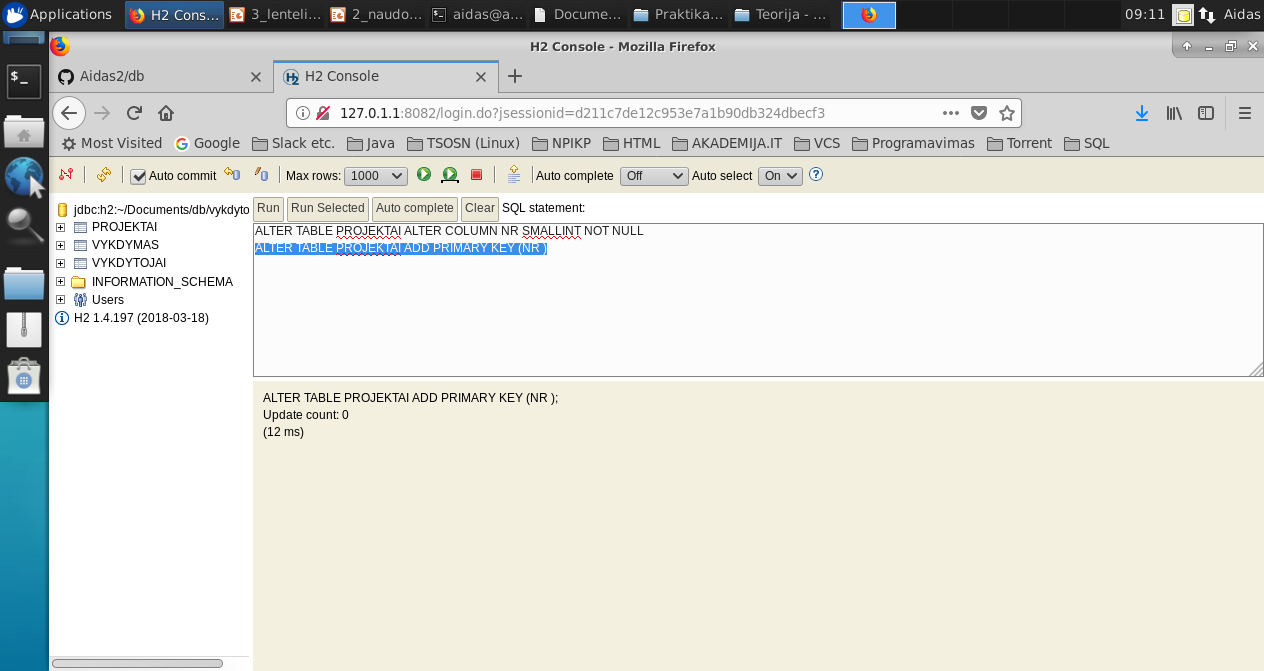 Applications H2 Cons... 3_lenteli... 2_naudo... aidas@a... Docume... Praktika... Teorija - ... 09:11 Aidas
H2 Console - Mozilla Firefox
Aidas2/db H2 Console
127.0.1.1:8082/login.do?jsessionid=d211c7de12c953e7a1b90db324dbecf3
Most Visited Google Slack etc. Java TSOSN (Linux) NPIKP HTML AKADEMIJA.IT VCS Programavimas Torrent SQL
Auto commit Max rows: 1000 Auto complete Off Auto select On
jdbc:h2:~/Documents/db/vykdyto
PROJEKTAI
VYKDYMAS
VYKDYTOJAI
INFORMATION_SCHEMA
Users
H2 1.4.197 (2018-03-18)
Run Run Selected Auto complete Clear SQL statement:
ALTER TABLE PROJEKTAI ALTER COLUMN NR SMALLINT NOT NULL
ALTER TABLE PROJEKTAI ADD PRIMARY KEY (NR )
ALTER TABLE PROJEKTAI ADD PRIMARY KEY (NR );
Update count: 0
(12 ms)